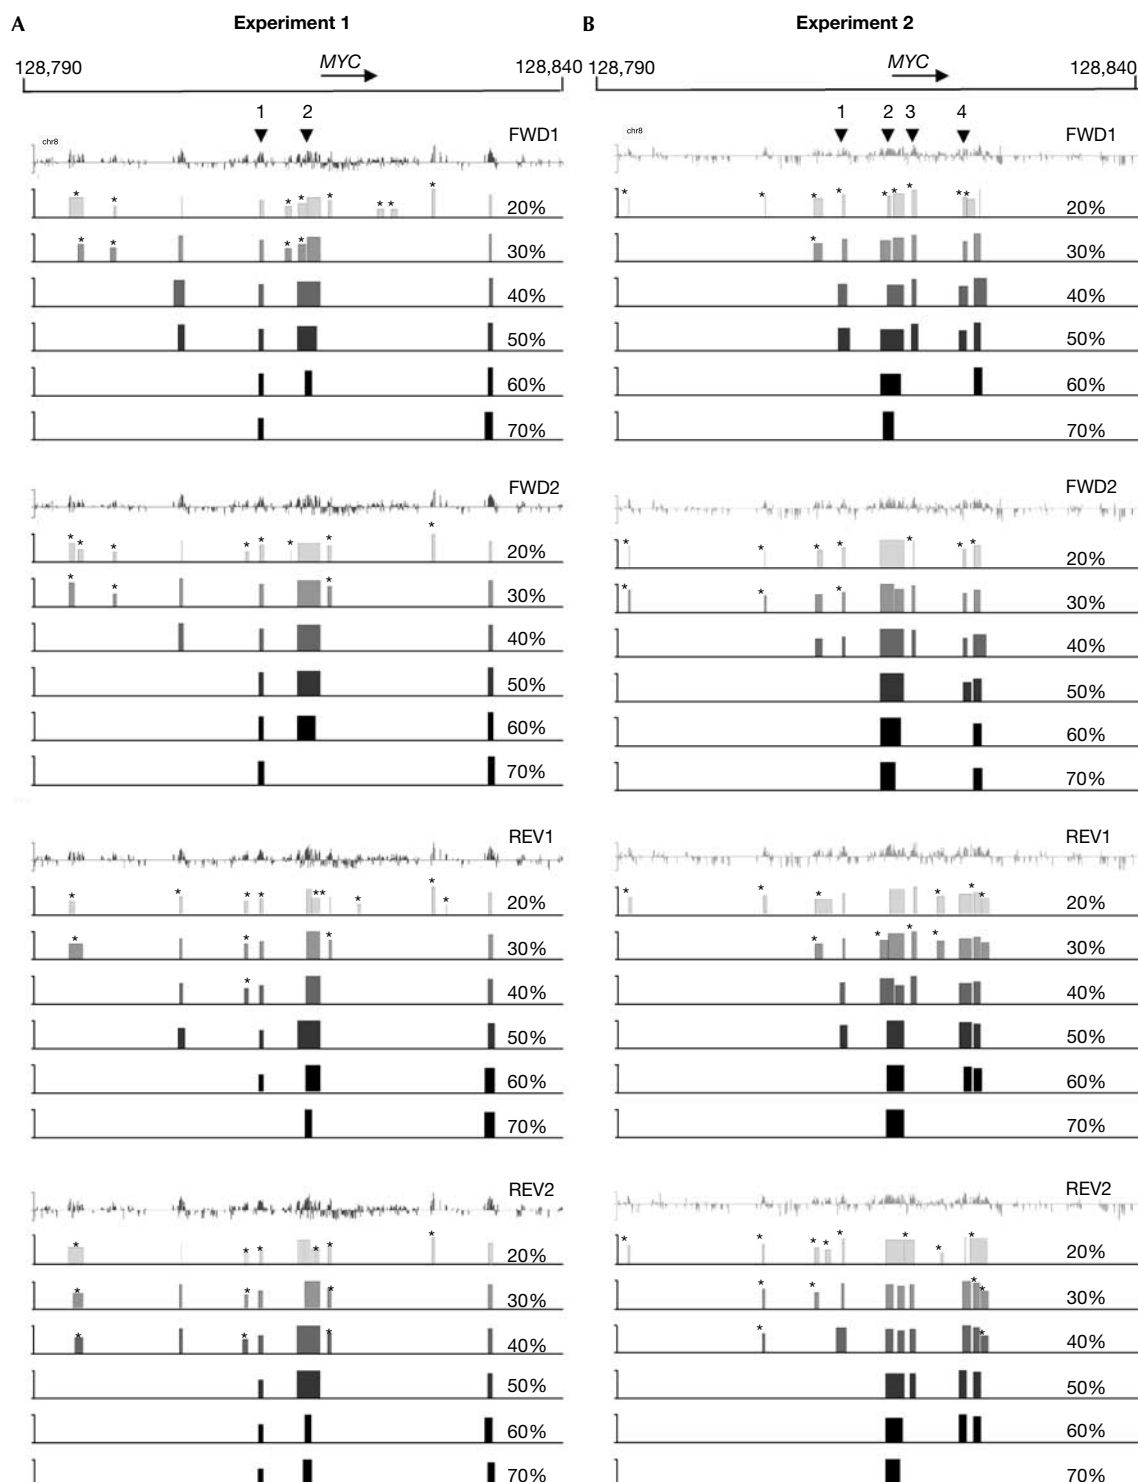 A Experiment 1
B Experiment 2
128,790 MYC 128,840
128,790 MYC 128,840
1 2
1 2 3 4
chr8 FWD1
chr8 FWD1
* * * * * * * * 20%
* * * * * * * * * 20%
* * * * 30%
* 30%
40%
40%
50%
50%
60%
60%
70%
70%
FWD2
FWD2
* * * * * * * * 20%
* * * * * * * 20%
* * * 30%
* * * 30%
40%
40%
50%
50%
60%
60%
70%
70%
REV1
REV1
* * * * ** * * * 20%
* * * * * * 20%
* * * 30%
* * * * 30%
* 40%
40%
50%
50%
60%
60%
70%
70%
REV2
REV2
* * * * * * 20%
* * * * * * * 20%
* * * 30%
* * * * 30%
* * * 40%
* * 40%
50%
50%
60%
60%
70%
70%